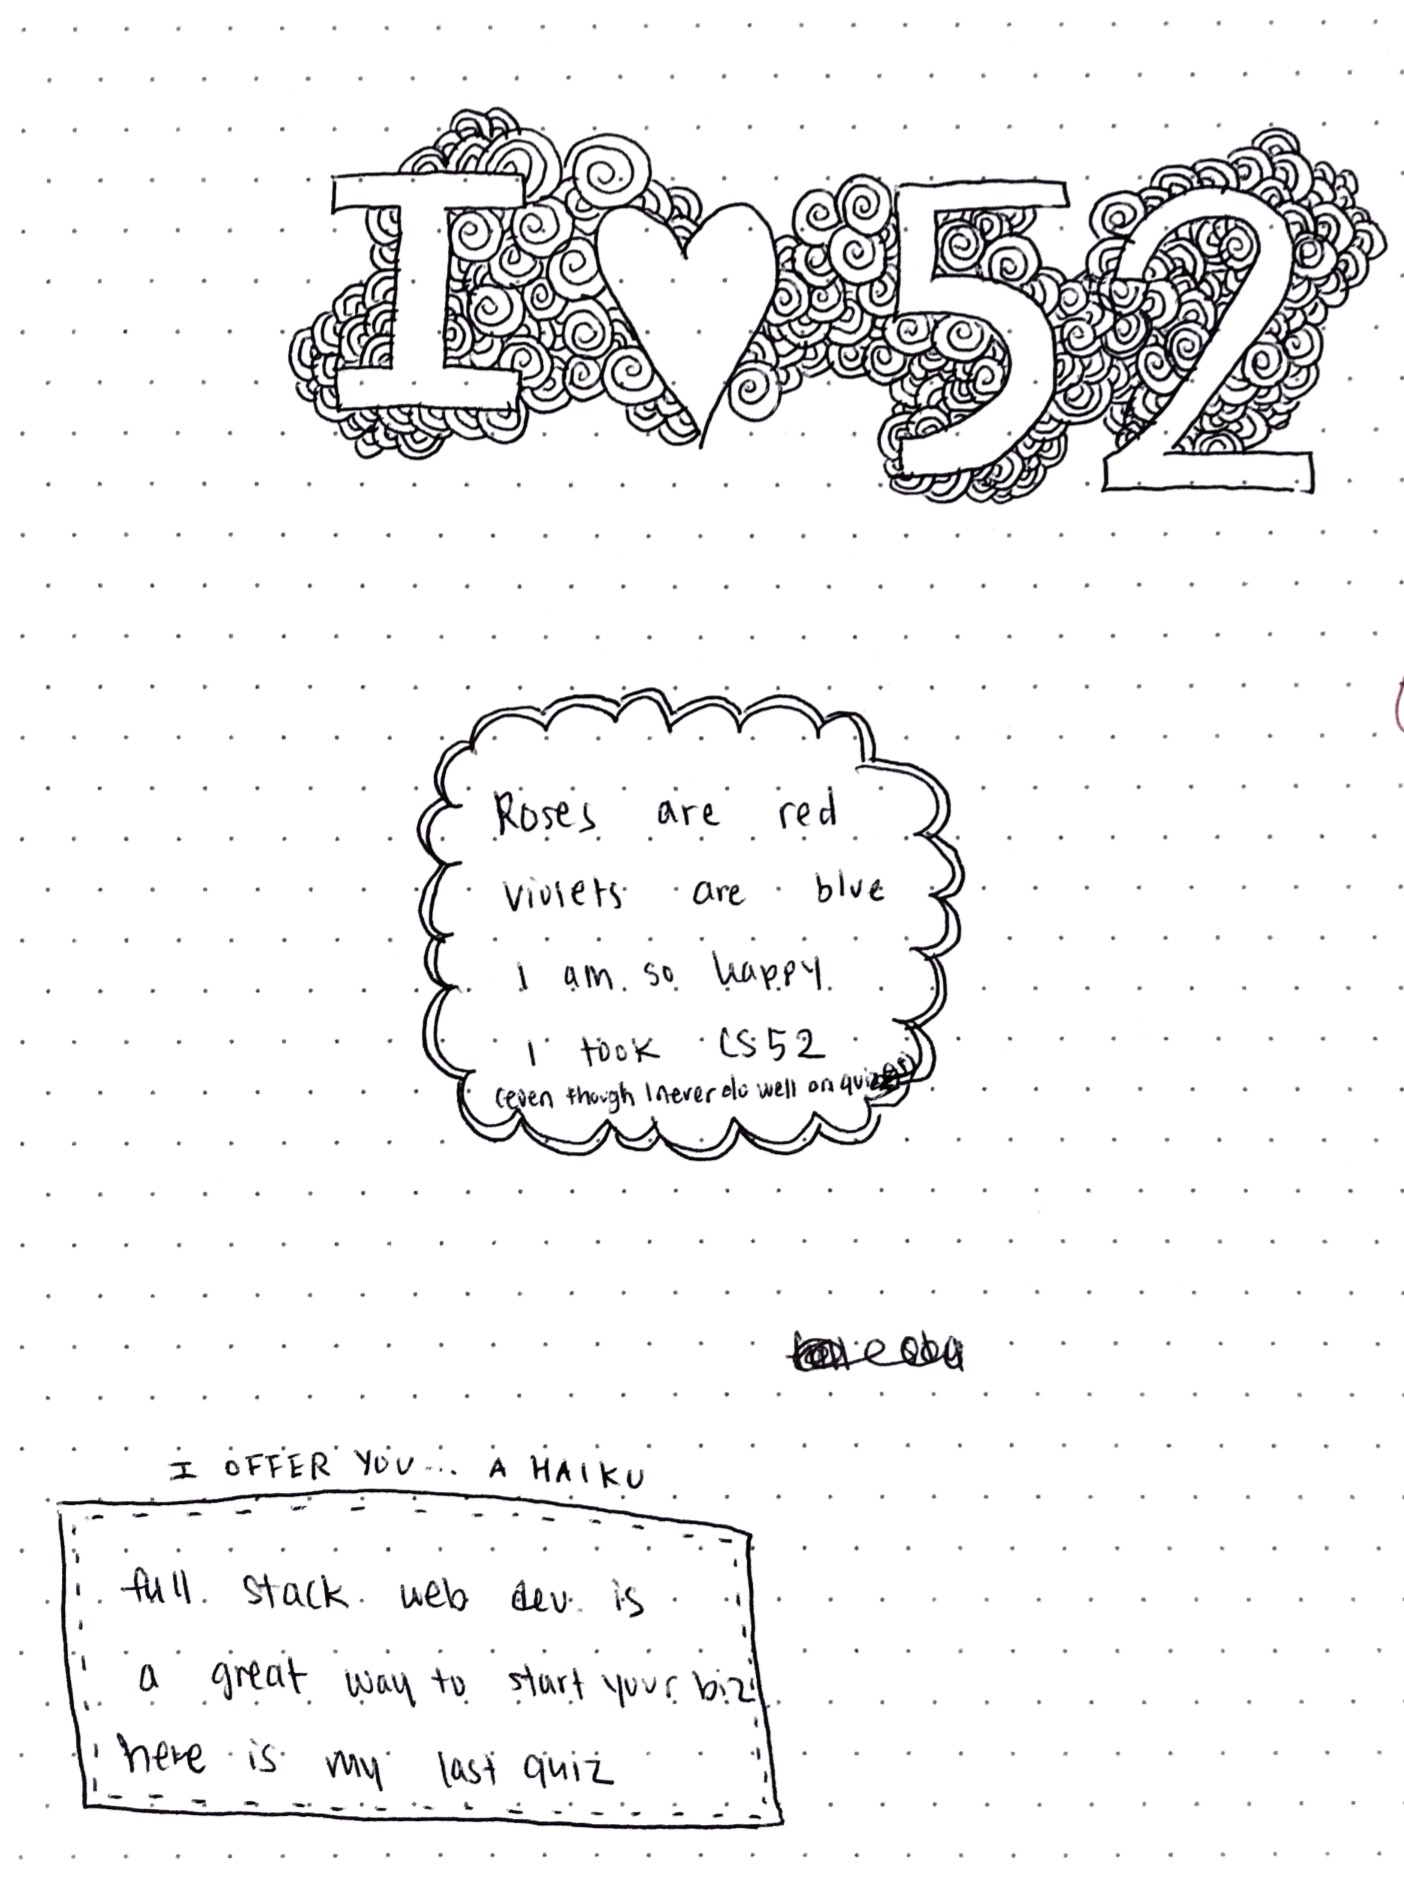 I ♥ 52
Roses are red
violets are blue
I am so happy
I took CS52
(even though I never do well on quizzes)
I OFFER YOU... A HAIKU
full stack web dev is
a great way to start your biz
here is my last quiz